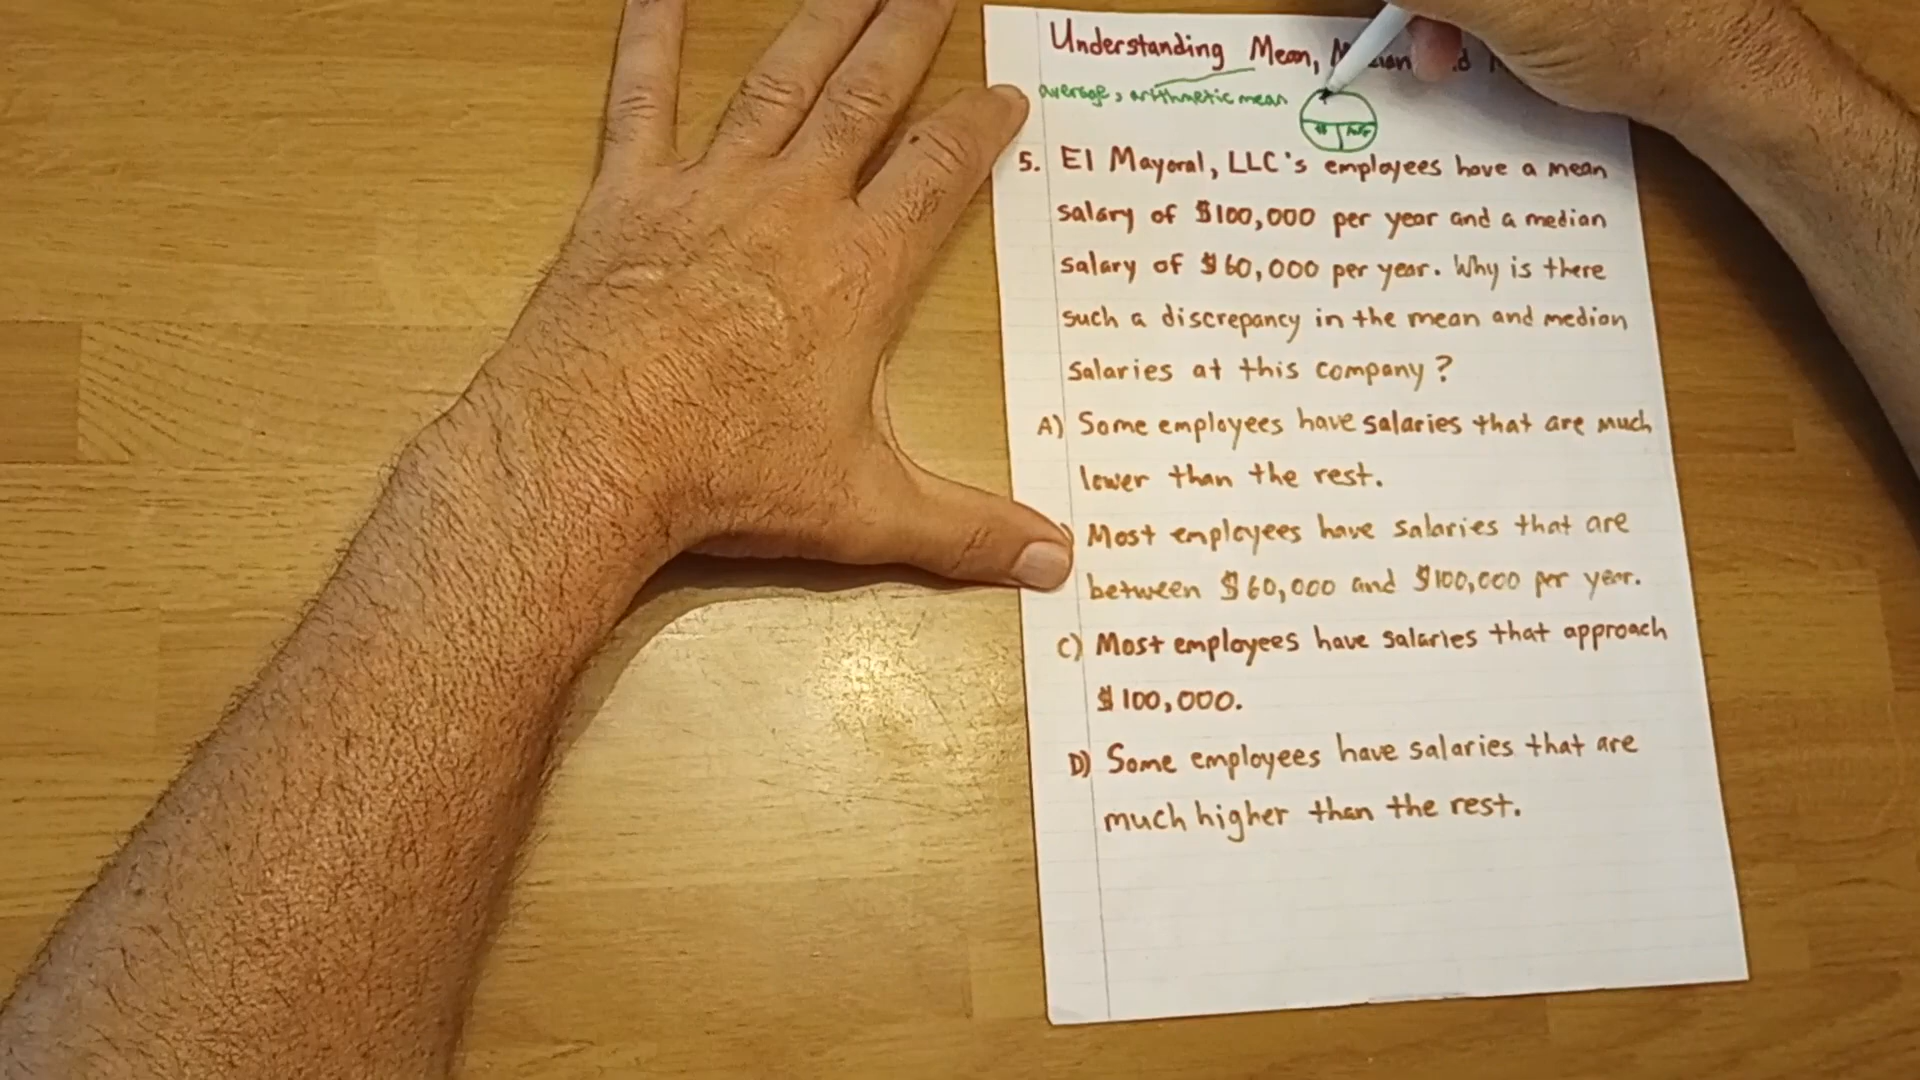 Understanding Mean,
average, arithmetic mean
#
5. El Mayoral, LLC's employees have a mean
salary of $100,000 per year and a median
salary of $60,000 per year. Why is there
such a discrepancy in the mean and median
salaries at this company?
A) Some employees have salaries that are much
lower than the rest.
) Most employees have salaries that are
between $60,000 and $100,000 per year.
C) Most employees have salaries that approach
$100,000.
D) Some employees have salaries that are
much higher than the rest.